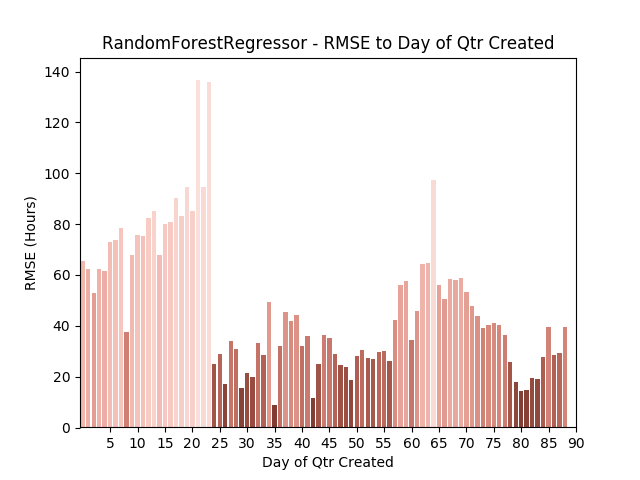 RandomForestRegressor - RMSE to Day of Qtr Created
RMSE (Hours)
140
120
100
80
60
40
20
0
5 10 15 20 25 30 35 40 45 50 55 60 65 70 75 80 85 90
Day of Qtr Created